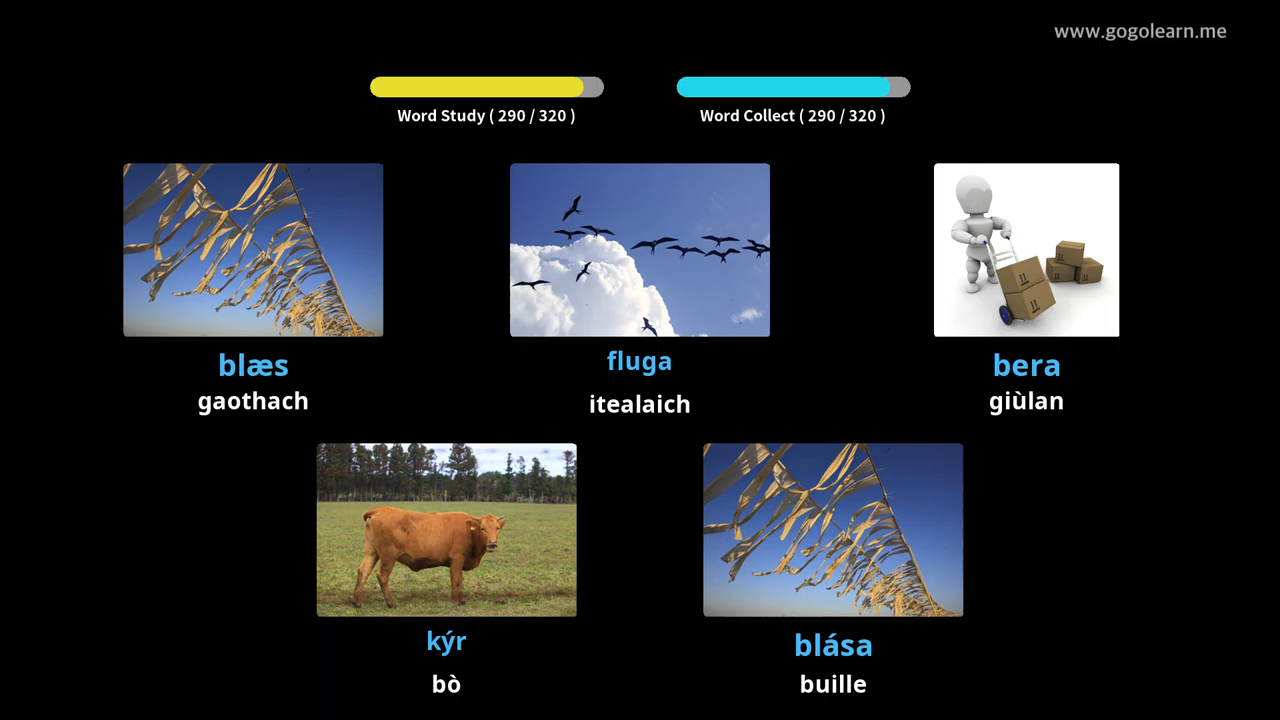 www.gogolearn.me
Word Study ( 290 / 320 )
Word Collect ( 290 / 320 )
blæs
gaothach
fluga
itealaich
bera
giùlan
kýr
bò
blása
buille